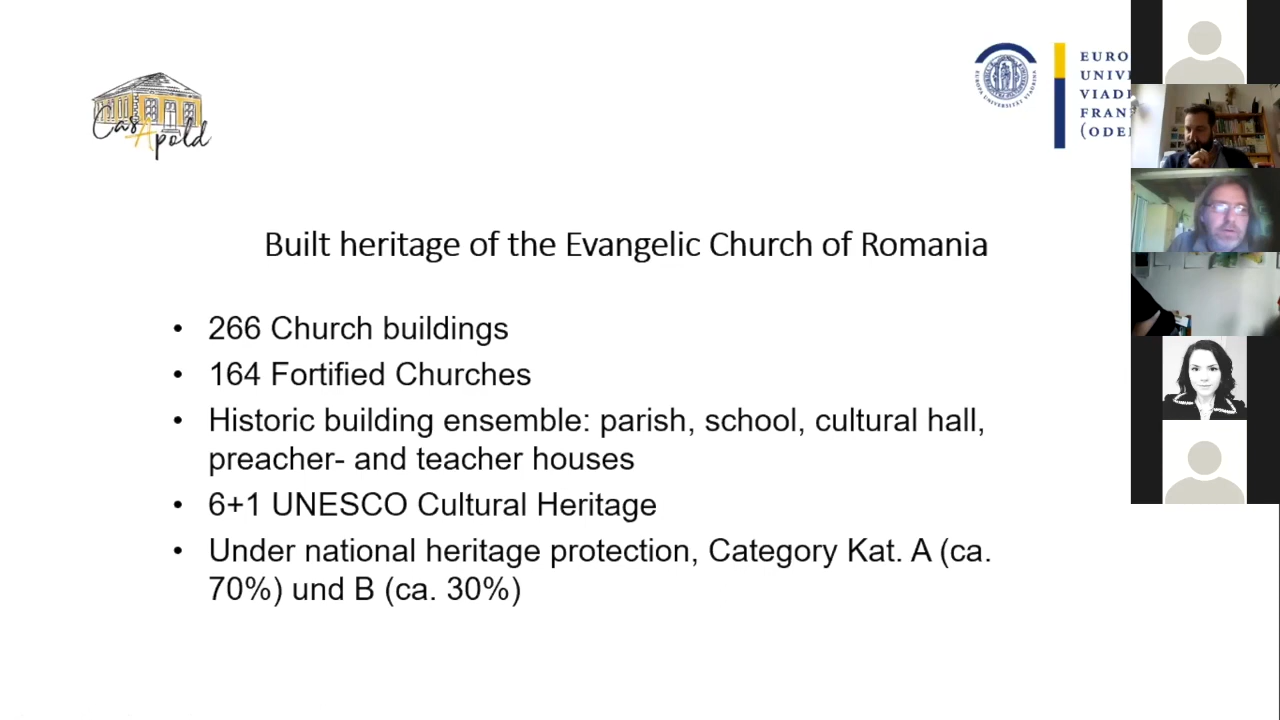 CasApold
EURO
UNIV
VIAD
FRAN
(ODE
Built heritage of the Evangelic Church of Romania
• 266 Church buildings
• 164 Fortified Churches
• Historic building ensemble: parish, school, cultural hall,
preacher- and teacher houses
• 6+1 UNESCO Cultural Heritage
• Under national heritage protection, Category Kat. A (ca.
70%) und B (ca. 30%)